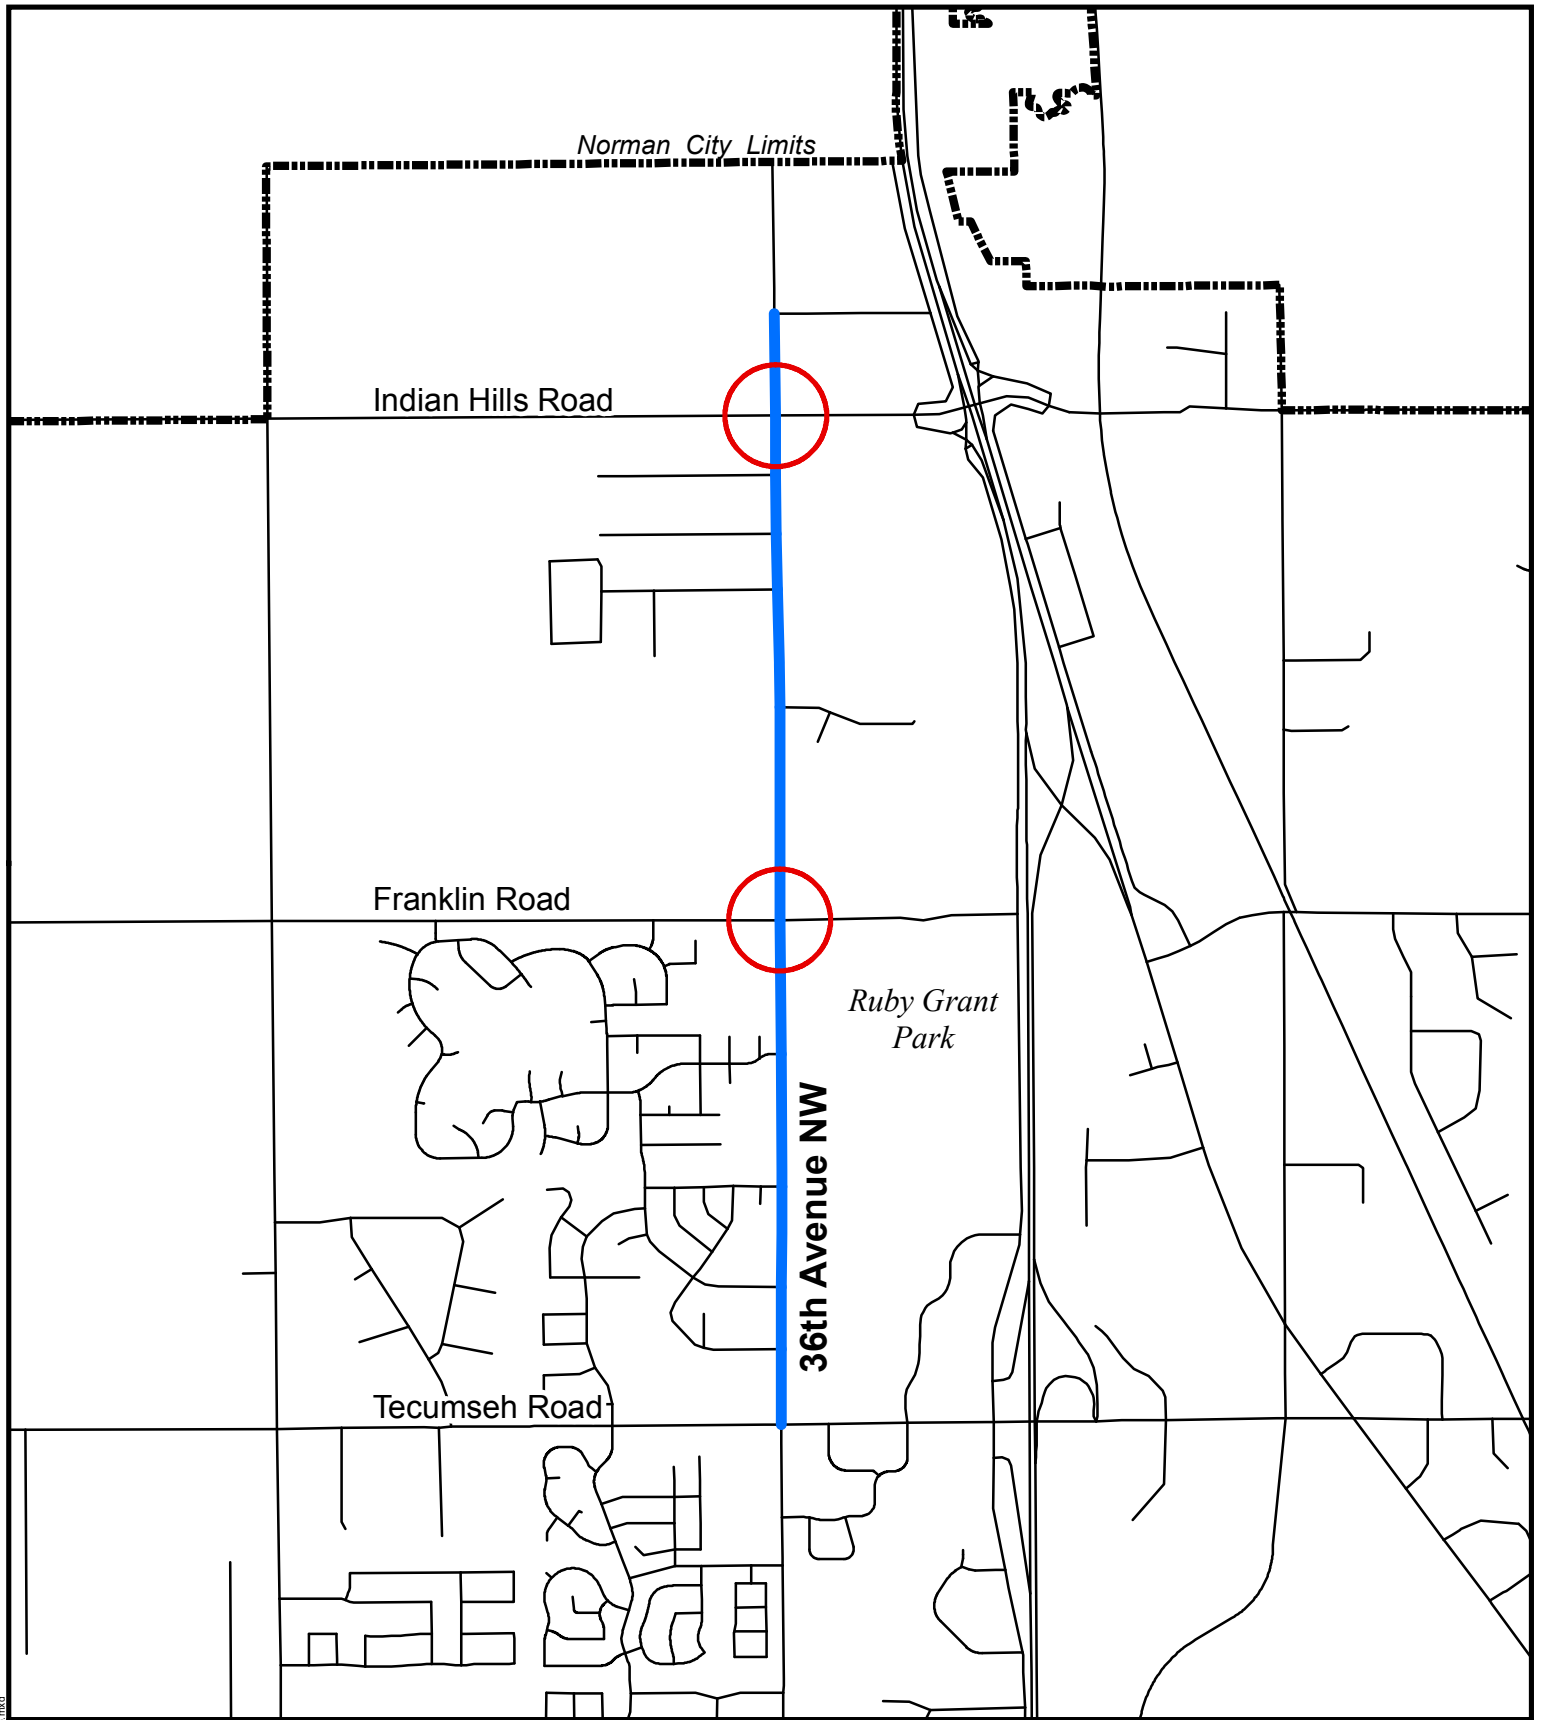 Norman City Limits
Indian Hills Road
Franklin Road
Ruby Grant
Park
36th Avenue NW
Tecumseh Road